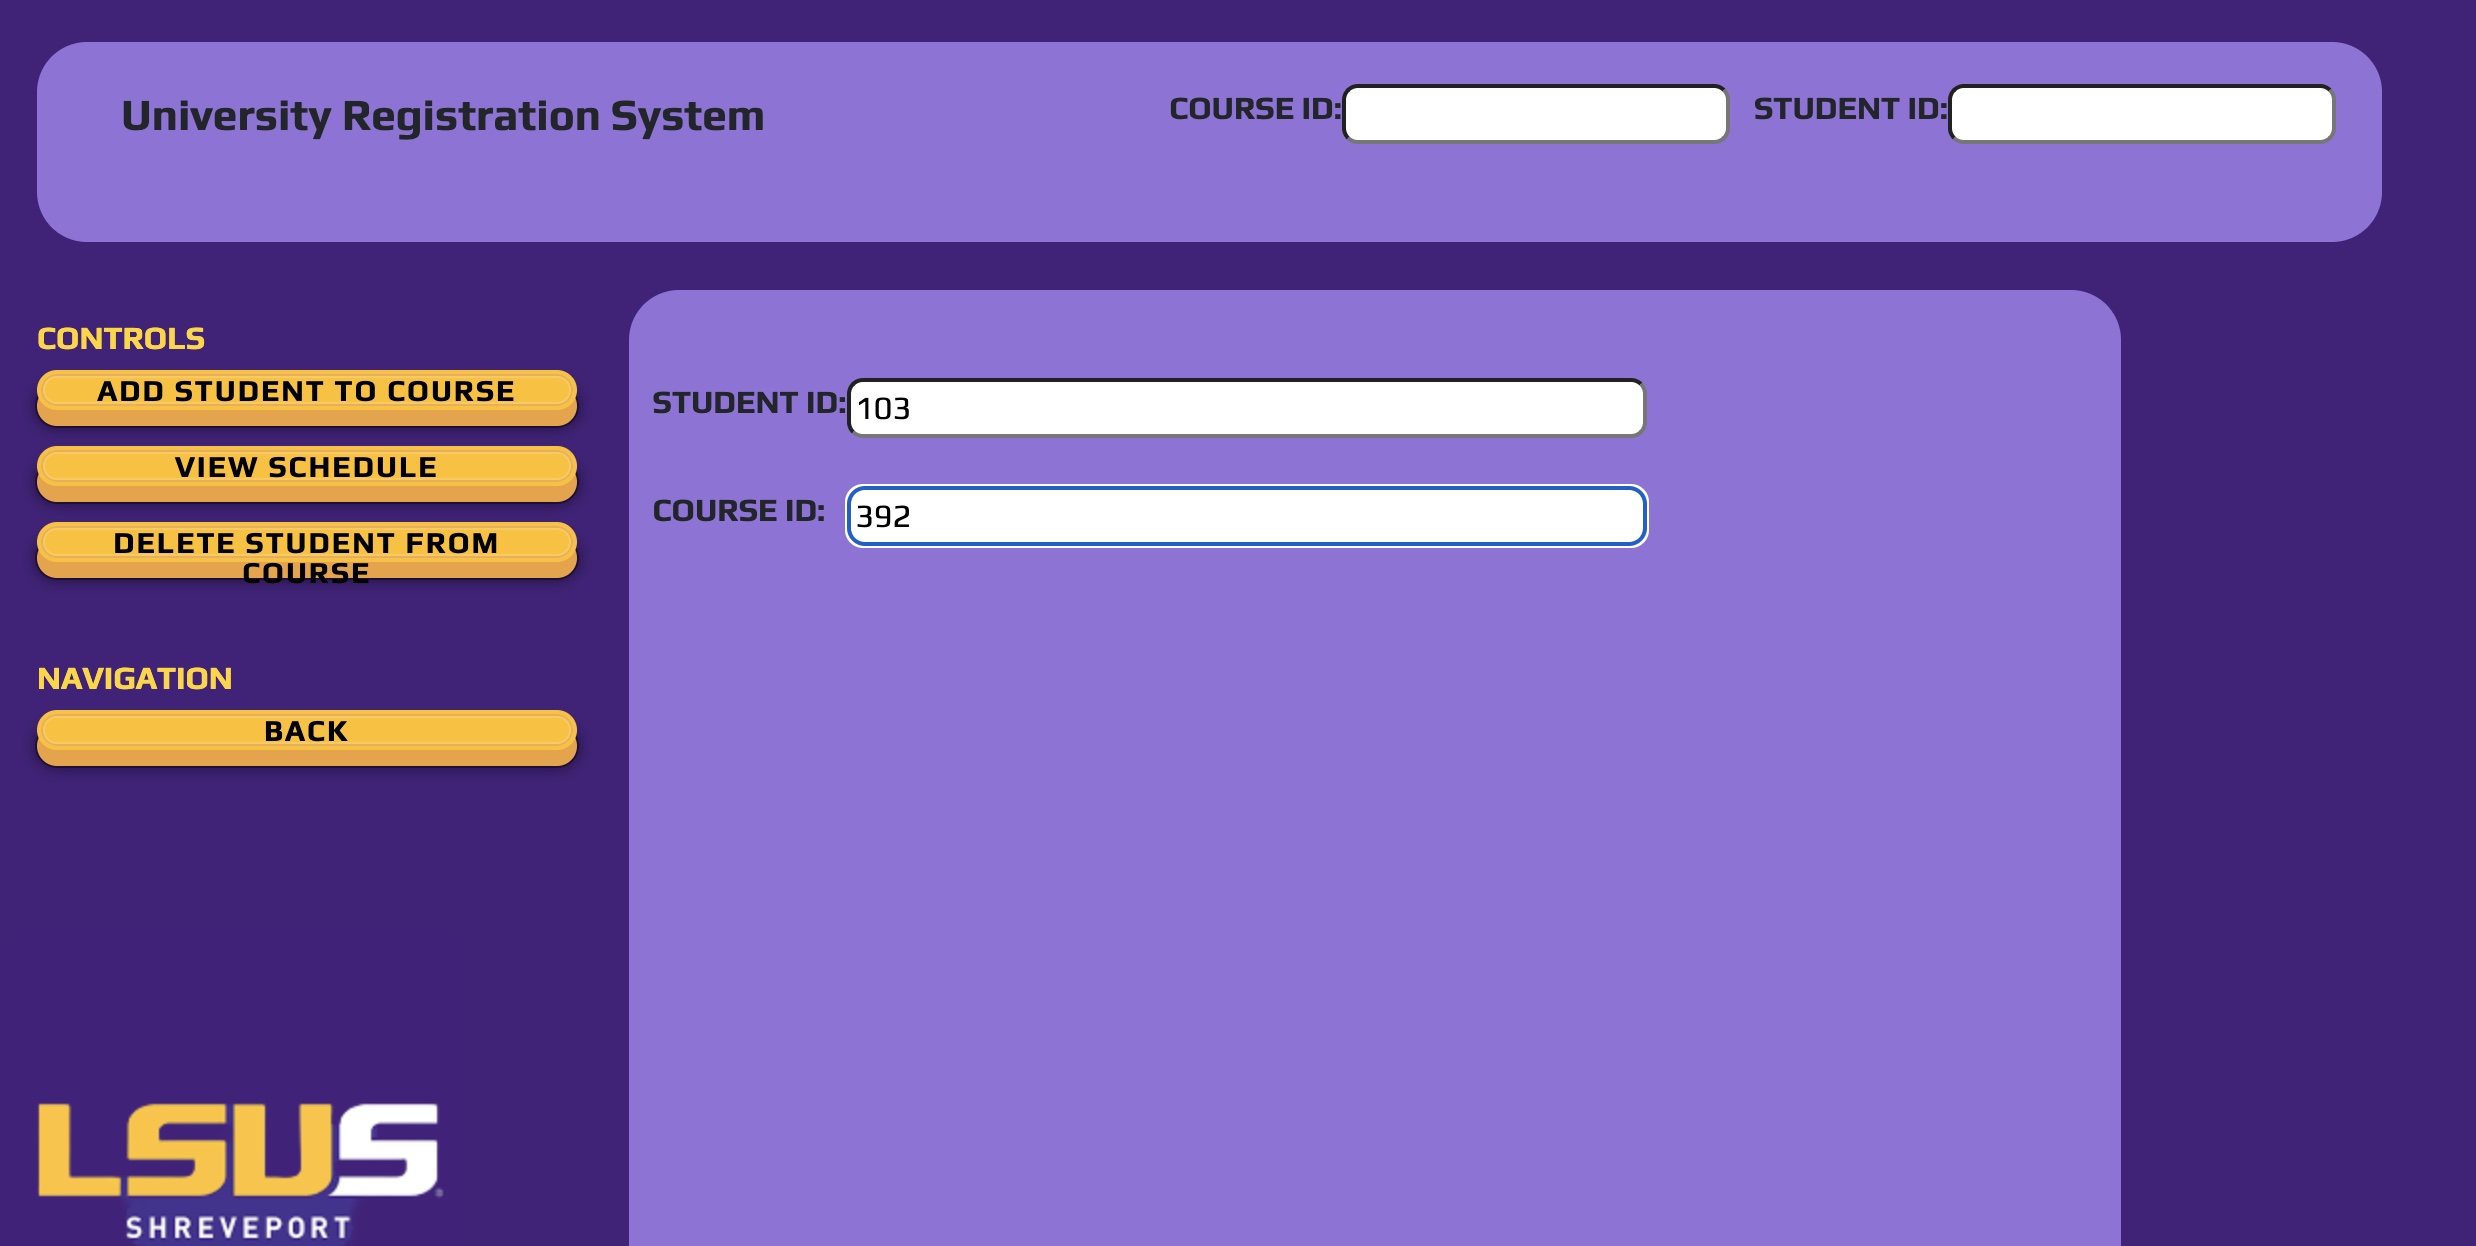 University Registration System
COURSE ID:
STUDENT ID:
CONTROLS
ADD STUDENT TO COURSE
VIEW SCHEDULE
DELETE STUDENT FROM
COURSE
NAVIGATION
BACK
STUDENT ID: 103
COURSE ID: 392
LSUS
SHREVEPORT